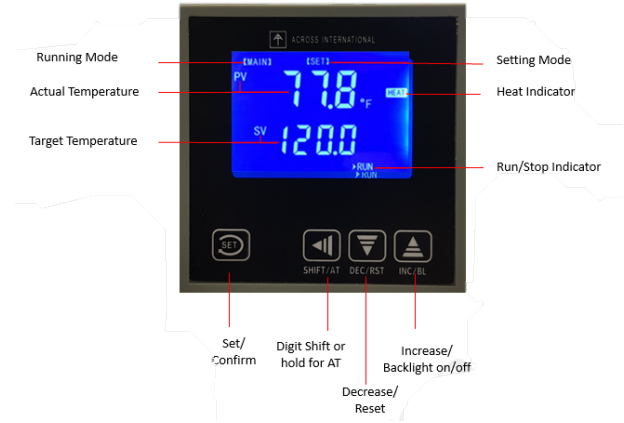 ACROSS INTERNATIONAL
Running Mode
[MAIN]
[SET]
Setting Mode
PV
77.8
°F
HEAT
Actual Temperature
Heat Indicator
SV
120.0
Target Temperature
RUN
RUN
Run/Stop Indicator
SET
SHIFT/AT
DEC/RST
INC/BL
Set/
Confirm
Digit Shift or
hold for AT
Increase/
Backlight on/off
Decrease/
Reset